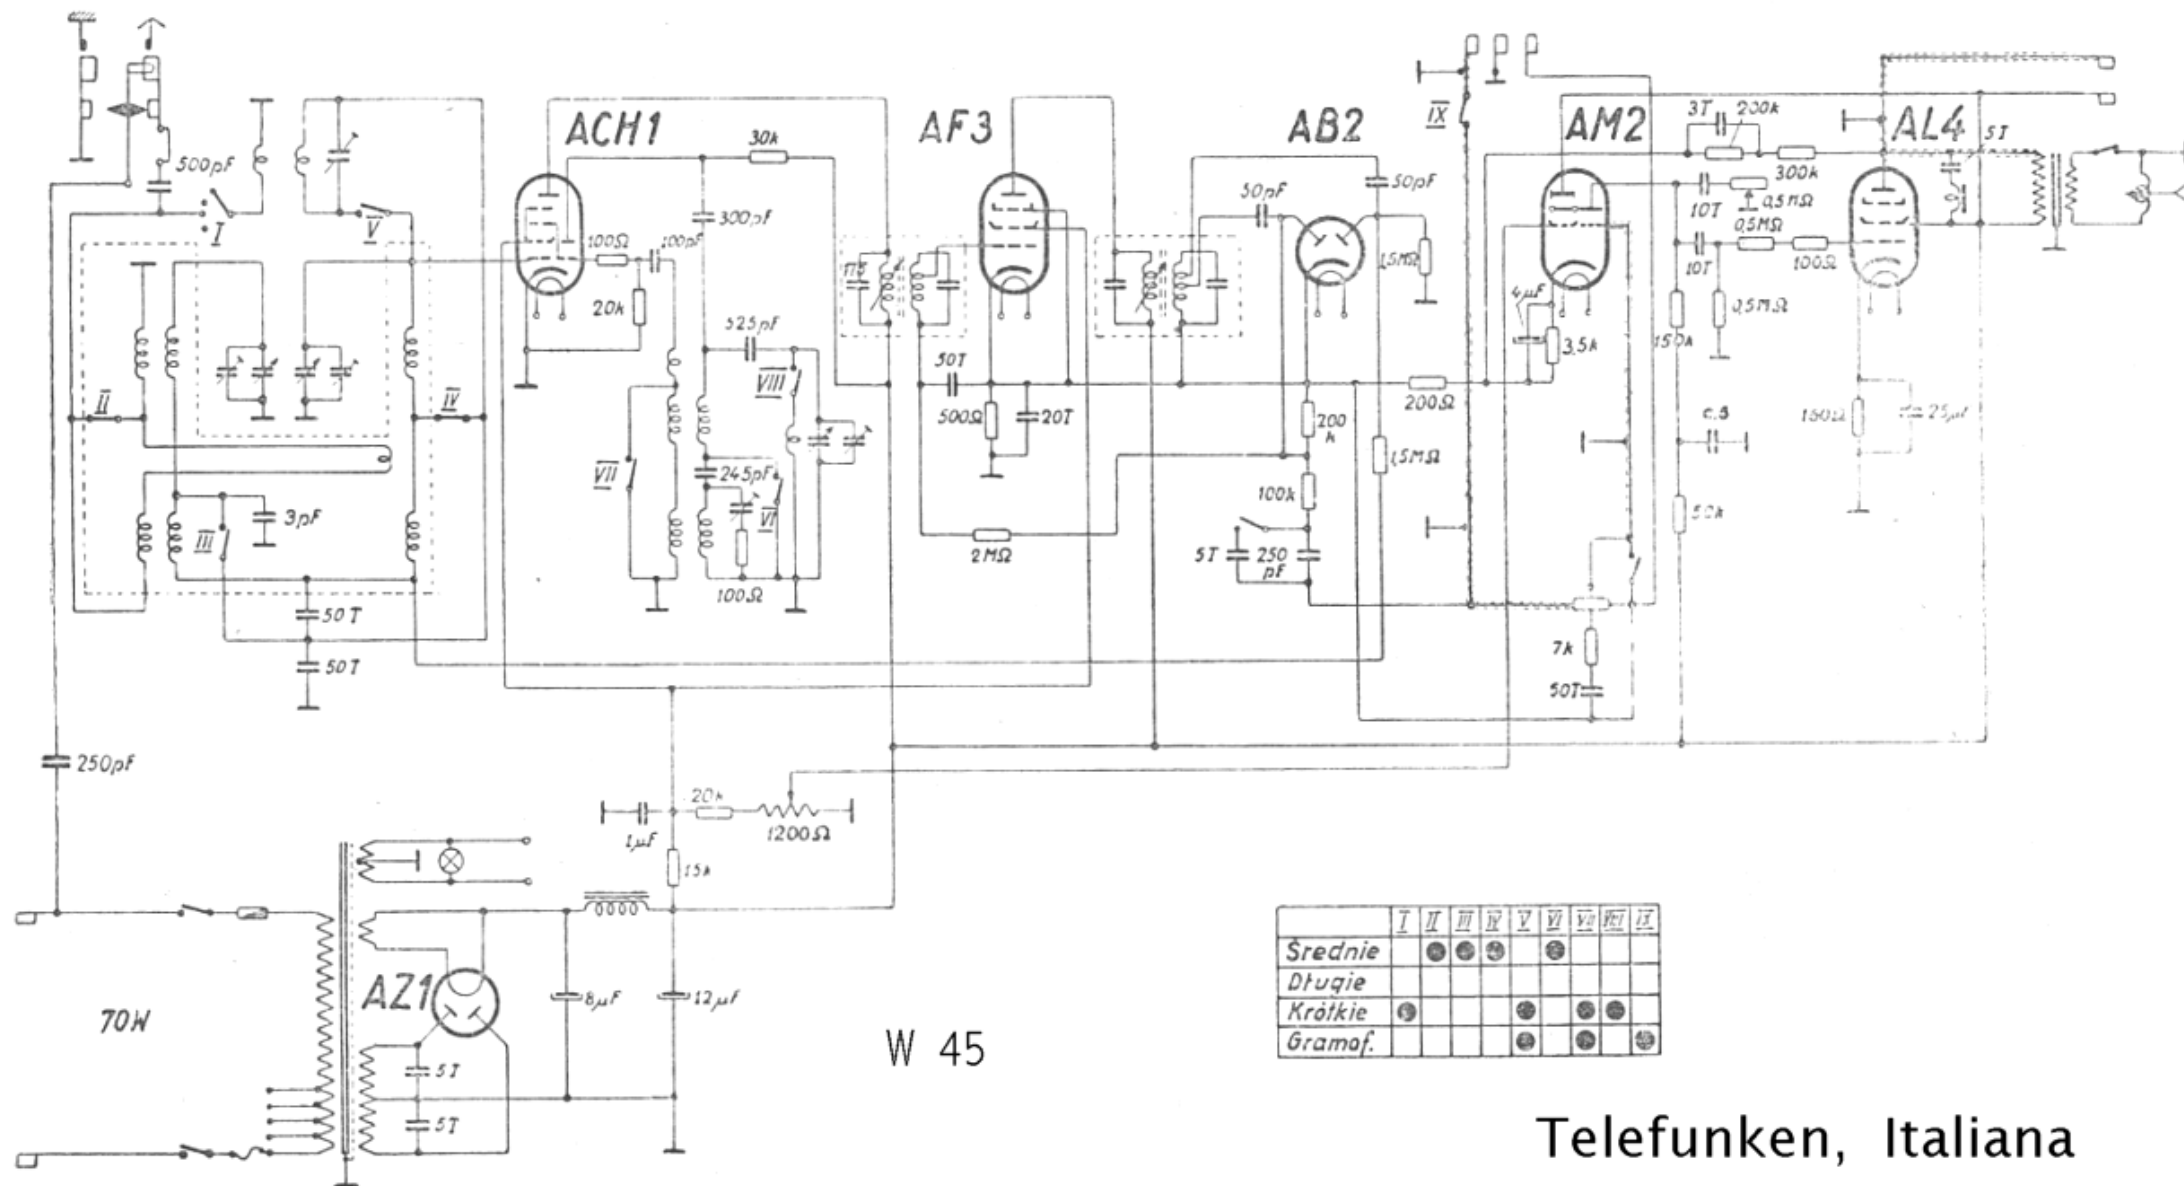 ACH1
AF3
AB2
AM2
AL4
IX
3T
200k
5T
30k
500pF
I
V
300pF
50pF
50pF
300k
10T
0,5MΩ
100Ω
100pF
20k
1,5MΩ
0,5MΩ
10T
100Ω
4µF
0,5MΩ
525pF
VIII
3,5k
150k
II
IV
50T
500Ω
20T
200Ω
200k
150Ω
25µF
VII
245pF
VI
1,5MΩ
100k
3pF
III
50k
2MΩ
5T
250 pF
100Ω
50T
7k
50T
50T
250pF
20k
1µF
1200Ω
15k
I II III IV V VI VII VIII IX
Średnie
Długie
Krótkie
Gramof.
AZ1
8µF
12µF
70W
W 45
5T
5T
Telefunken, Italiana